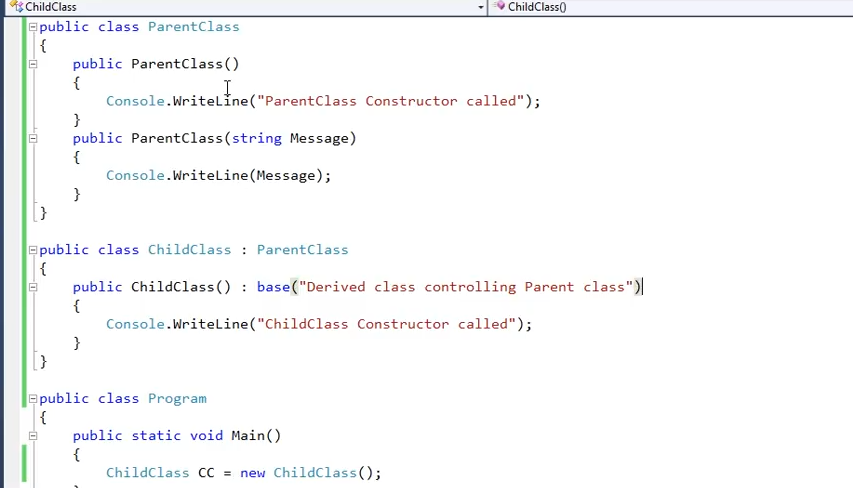 ChildClass ChildClass()
public class ParentClass
{
public ParentClass()
{
Console.WriteLine("ParentClass Constructor called");
}
public ParentClass(string Message)
{
Console.WriteLine(Message);
}
}
public class ChildClass : ParentClass
{
public ChildClass() : base("Derived class controlling Parent class")
{
Console.WriteLine("ChildClass Constructor called");
}
}
public class Program
{
public static void Main()
{
ChildClass CC = new ChildClass();
}